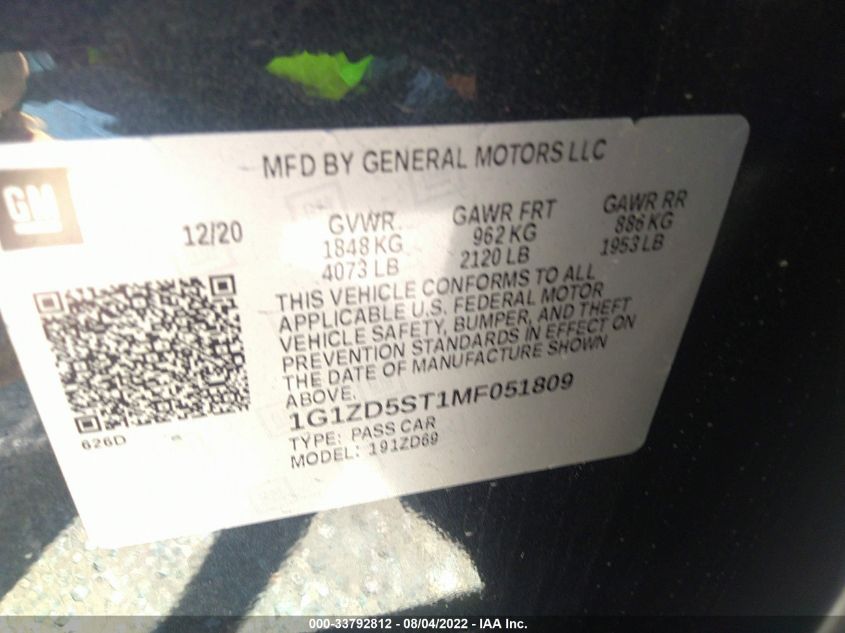 MFD BY GENERAL MOTORS LLC
GM
12/20
GVWR
1848 KG
4073 LB
GAWR FRT
962 KG
2120 LB
GAWR RR
886 KG
1953 LB
THIS VEHICLE CONFORMS TO ALL
APPLICABLE U.S. FEDERAL MOTOR
VEHICLE SAFETY, BUMPER, AND THEFT
PREVENTION STANDARDS IN EFFECT ON
THE DATE OF MANUFACTURE SHOWN
ABOVE.
1G1ZD5ST1MF051809
TYPE: PASS CAR
MODEL: 191ZD69
626D
000-33792812 - 08/04/2022 - IAA Inc.